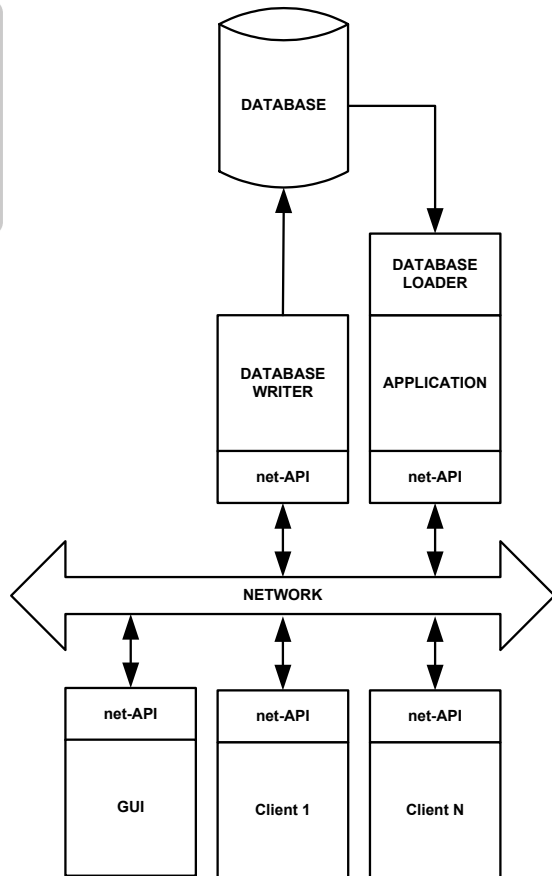 DATABASE
DATABASE
LOADER
DATABASE
WRITER
APPLICATION
net-API
net-API
NETWORK
net-API
net-API
net-API
GUI
Client 1
Client N